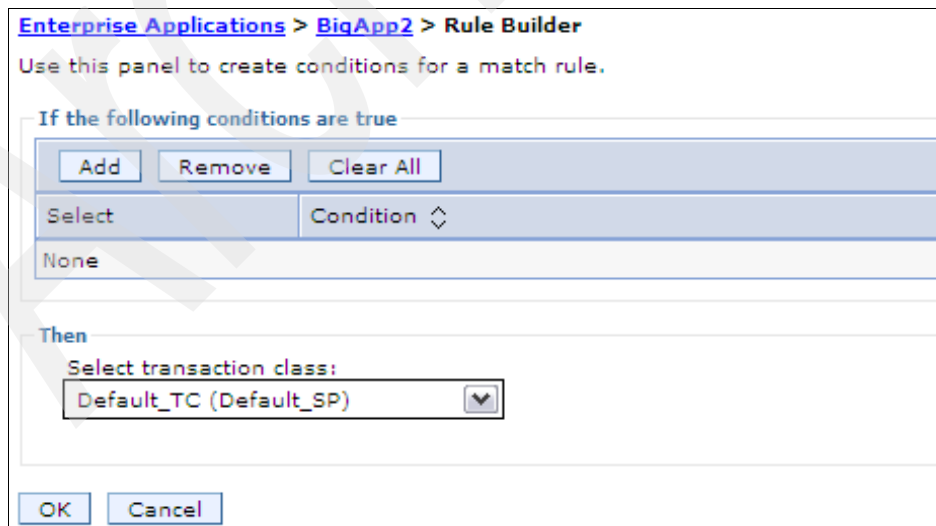 Enterprise Applications > BigApp2 > Rule Builder
Use this panel to create conditions for a match rule.
If the following conditions are true
Add Remove Clear All
Select Condition
None
Then
Select transaction class:
Default_TC (Default_SP)
OK Cancel